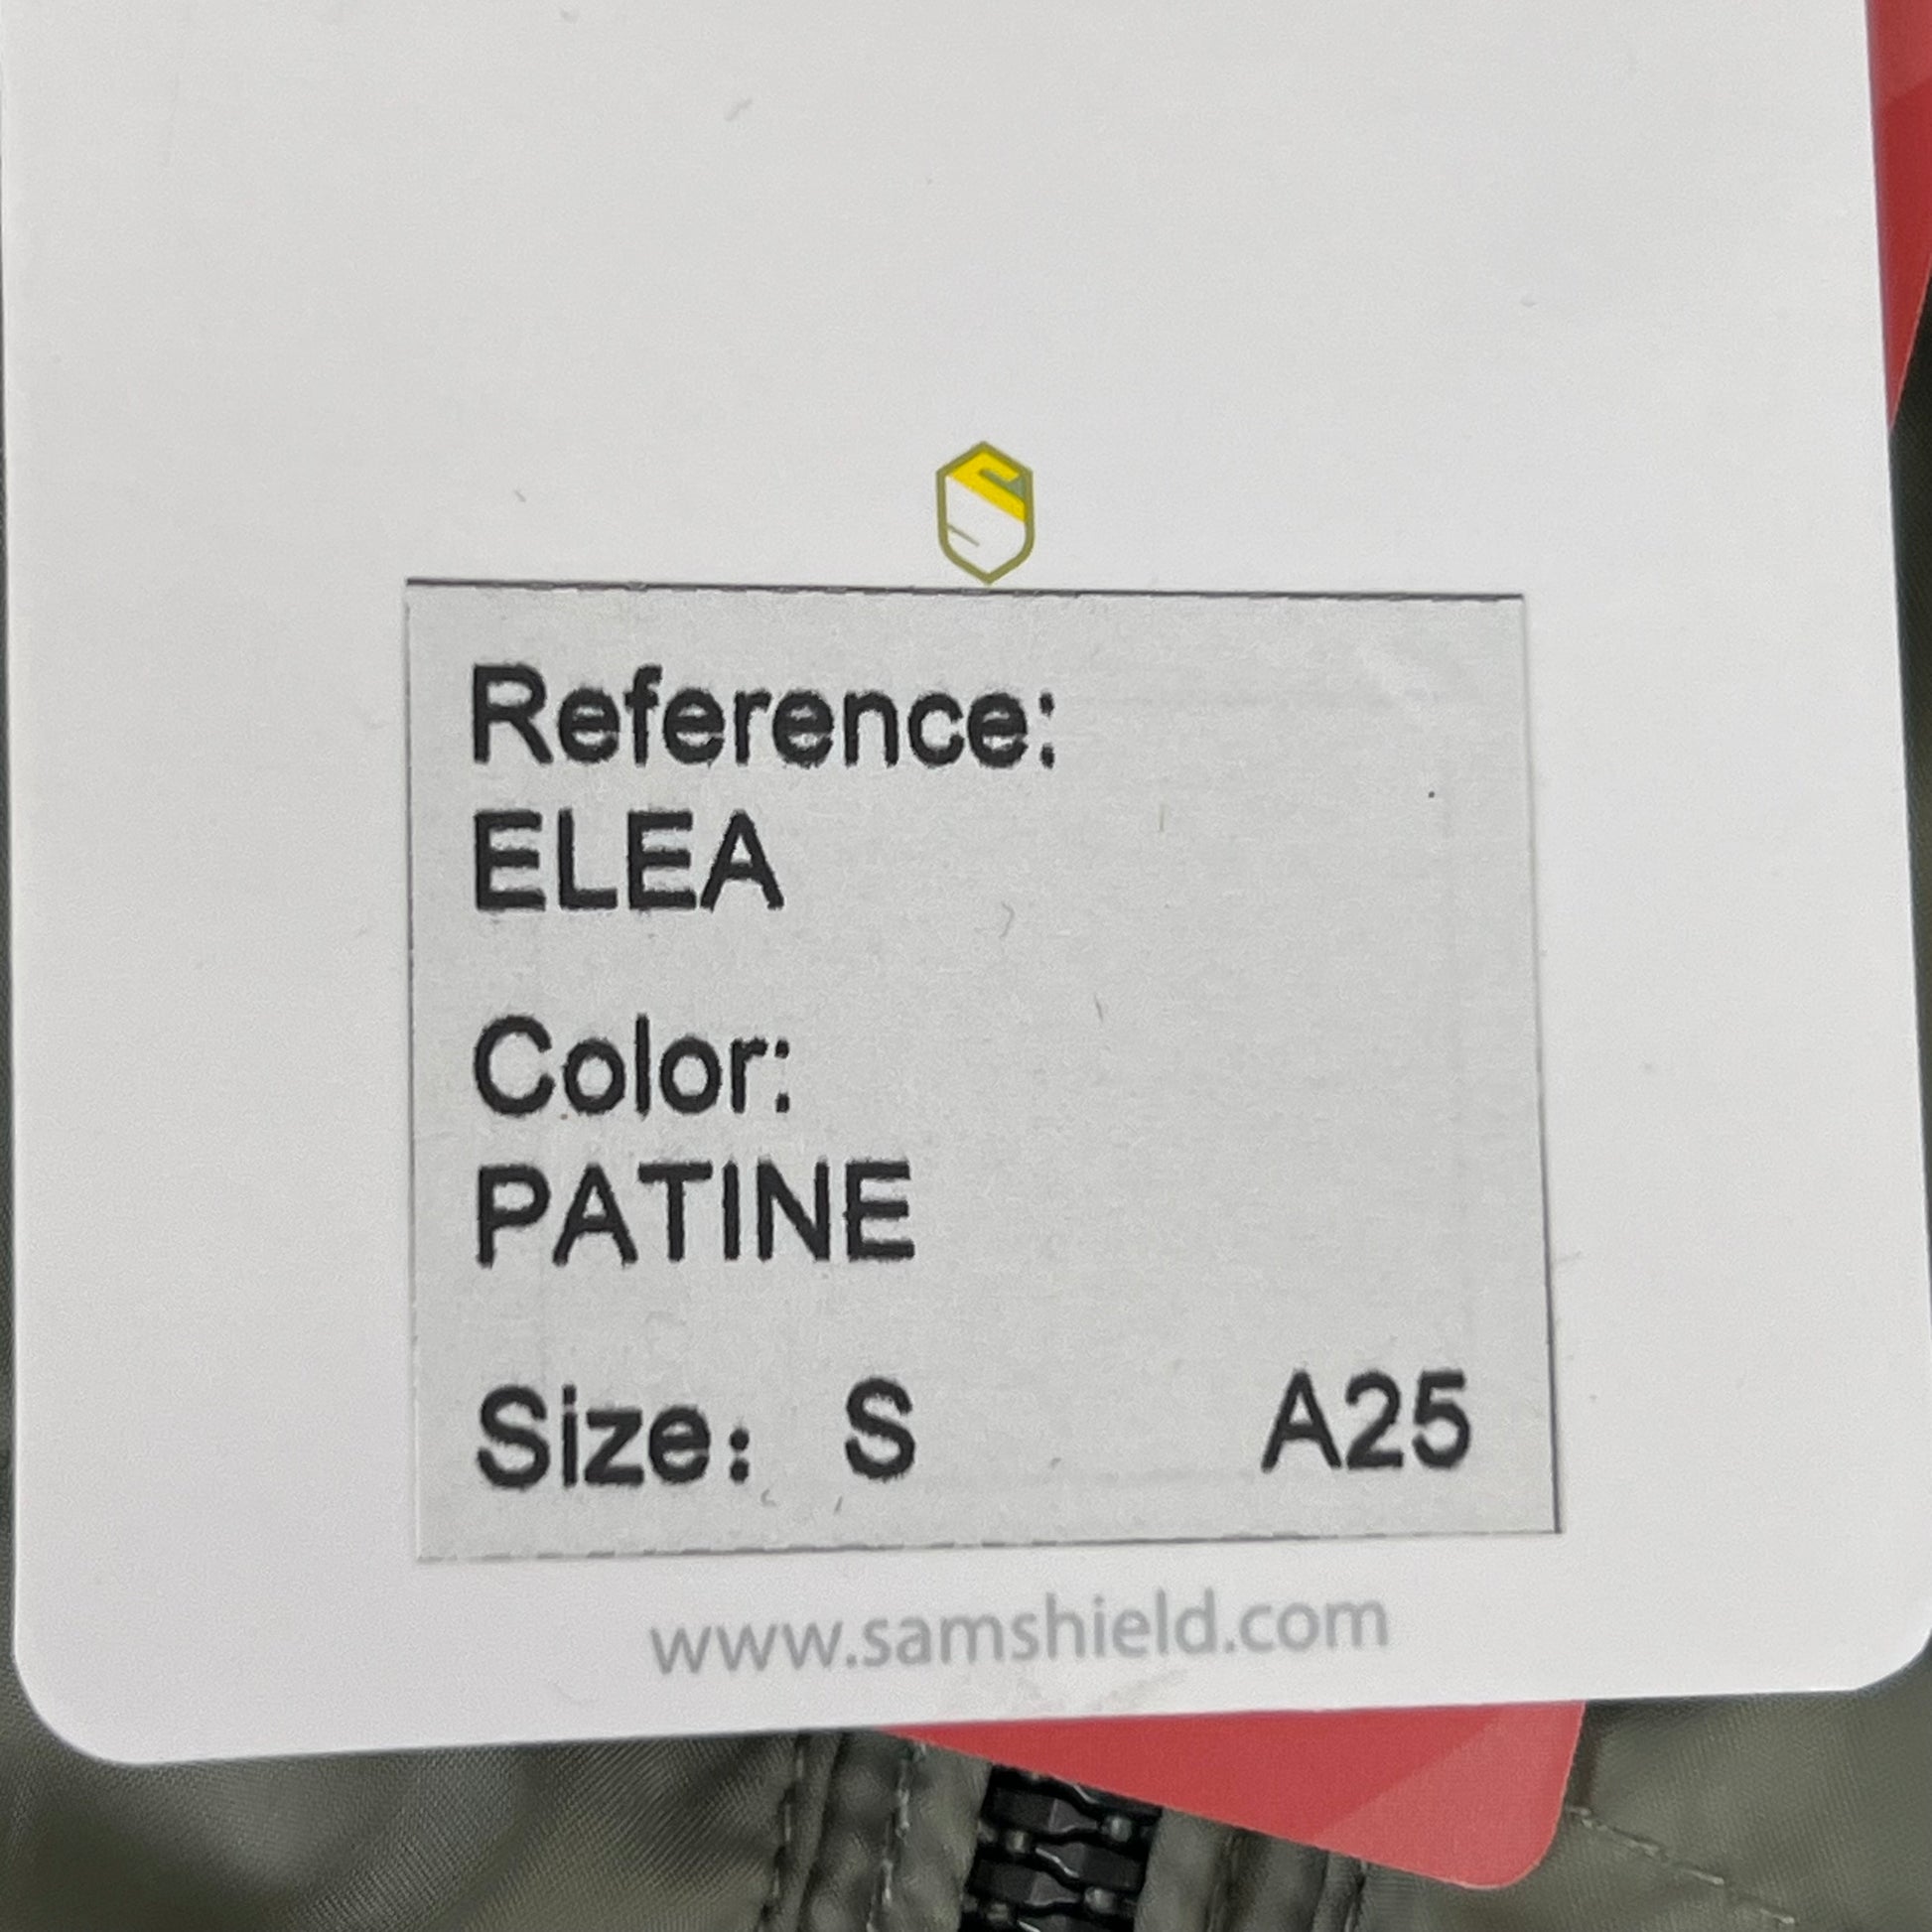 Reference:
ELEA
Color:
PATINE
Size: S A25
www.samshield.com